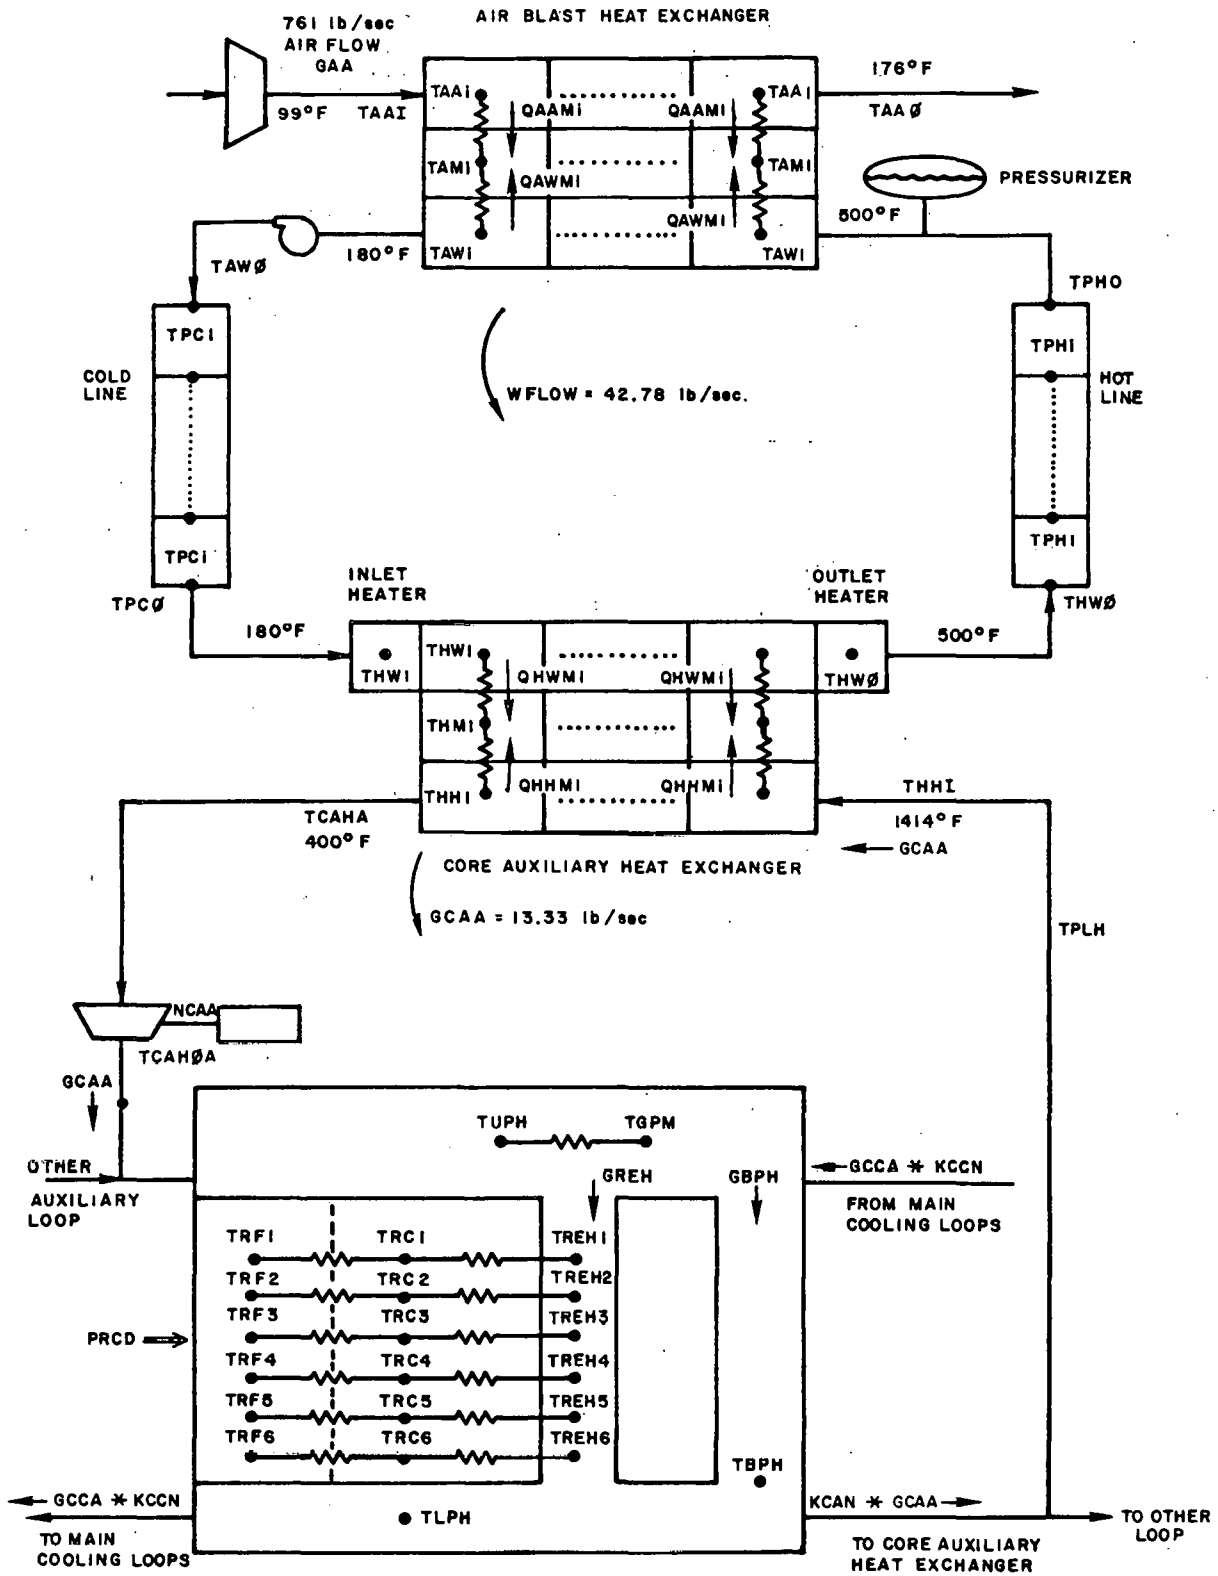 AIR BLAST HEAT EXCHANGER
761 lb/sec
AIR FLOW
GAA
99°F TAAI
176°F
TAAØ
TAAi QAAMi QAAMi TAAi
TAMi TAMi
QAWMi QAWMi
TAWi TAWi
PRESSURIZER
500°F
180°F
TAWØ
TPHO
TPCi
COLD
LINE
TPCi
TPCØ
TPHi
HOT
LINE
TPHi
THWØ
WFLOW = 42.78 lb/sec.
INLET
HEATER
OUTLET
HEATER
180°F
500°F
THWI THWi QHWMi QHWMi THWØ
THMi
THHi QHHMi QHHMi
TCAHA
400°F
THHI
1414°F
GCAA
CORE AUXILIARY HEAT EXCHANGER
GCAA = 13.33 lb/sec
TPLH
NCAA
TCAHØA
GCAA
OTHER
AUXILIARY
LOOP
TUPH TGPM
GREH GBPH
GCCA * KCCN
FROM MAIN
COOLING LOOPS
TRF1 TRC1 TREH1
TRF2 TRC2 TREH2
TRF3 TRC3 TREH3
PRCD
TRF4 TRC4 TREH4
TRF5 TRC5 TREH5
TRF6 TRC6 TREH6
TBPH
TLPH
GCCA * KCCN
TO MAIN
COOLING LOOPS
KCAN * GCAA
TO CORE AUXILIARY
HEAT EXCHANGER
TO OTHER
LOOP